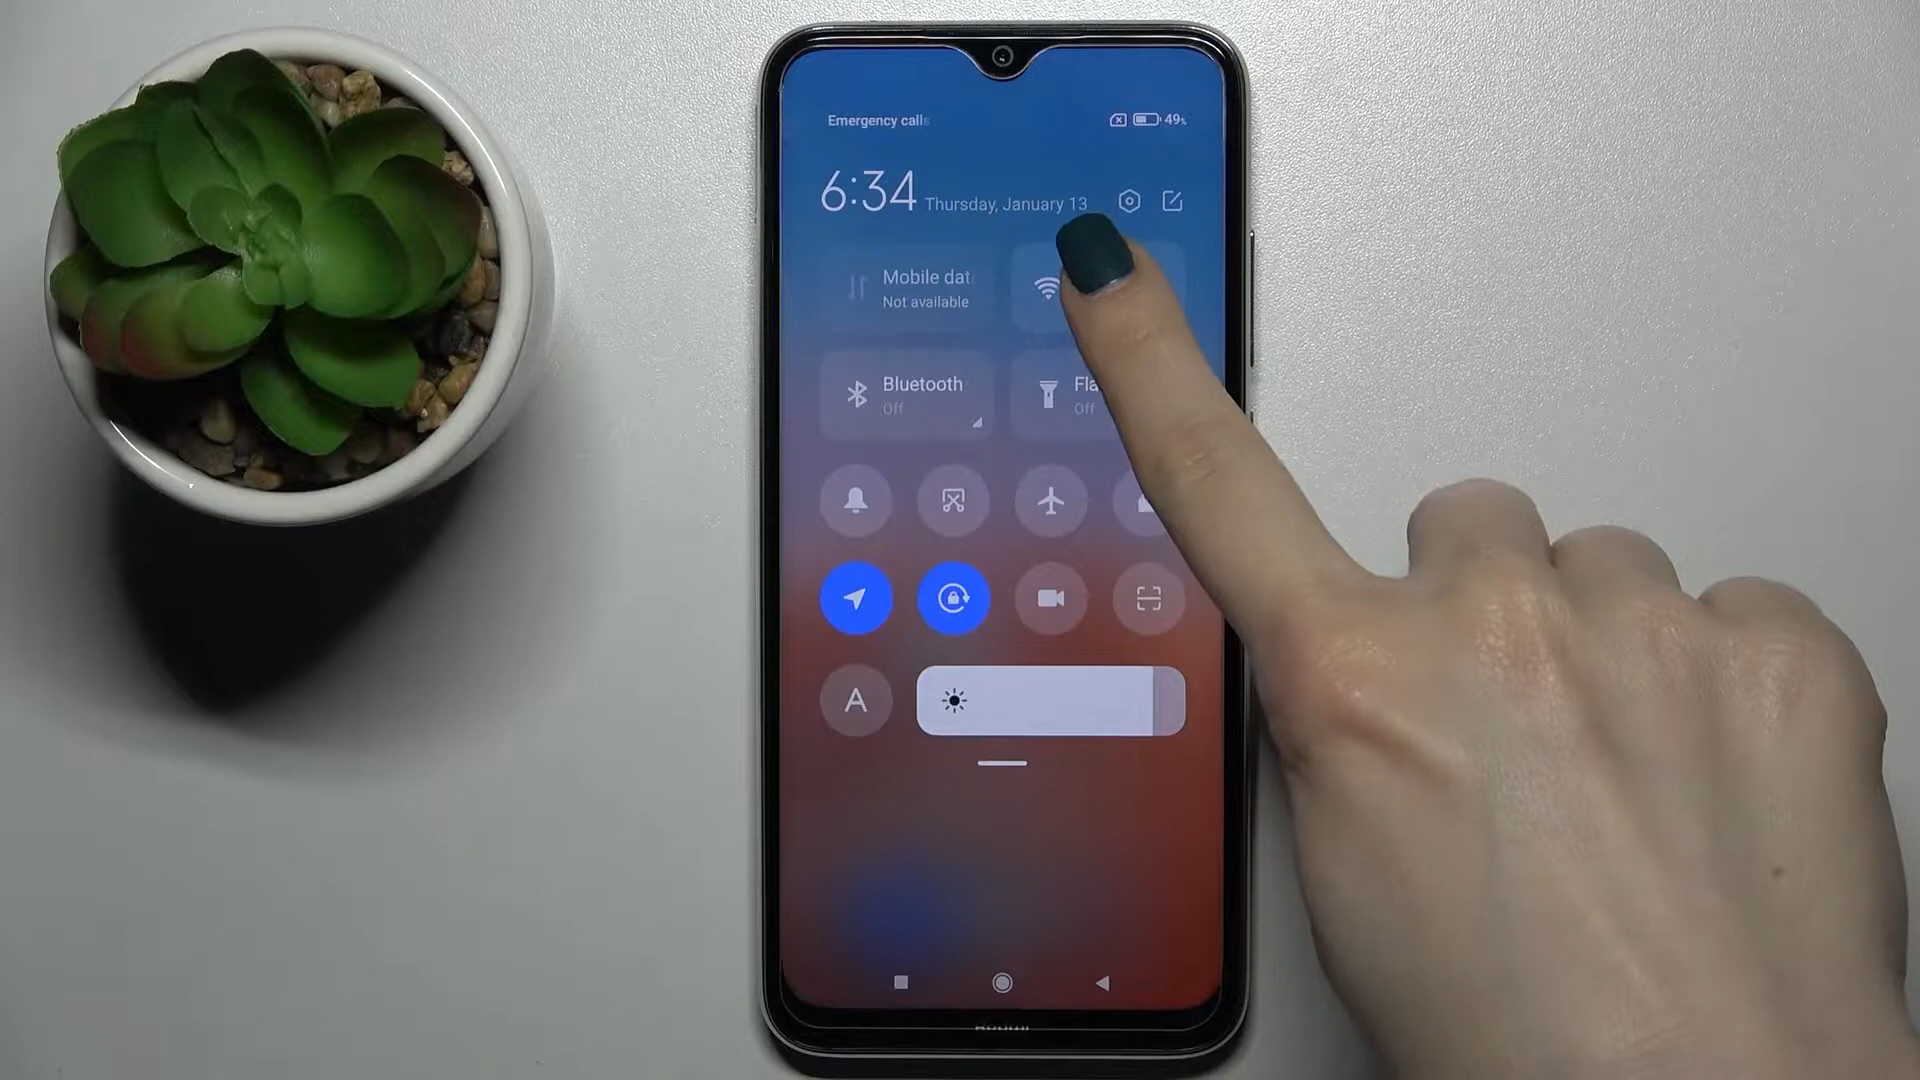 Emergency calls
49%
6:34 Thursday, January 13
Mobile dat
Not available
Bluetooth
Off
Fla
Off
A